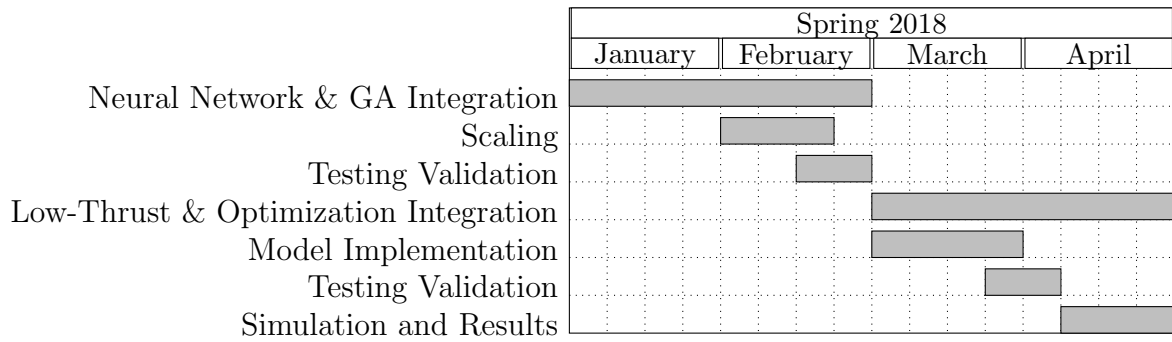 Spring 2018
January February March April
Neural Network & GA Integration
Scaling
Testing Validation
Low-Thrust & Optimization Integration
Model Implementation
Testing Validation
Simulation and Results